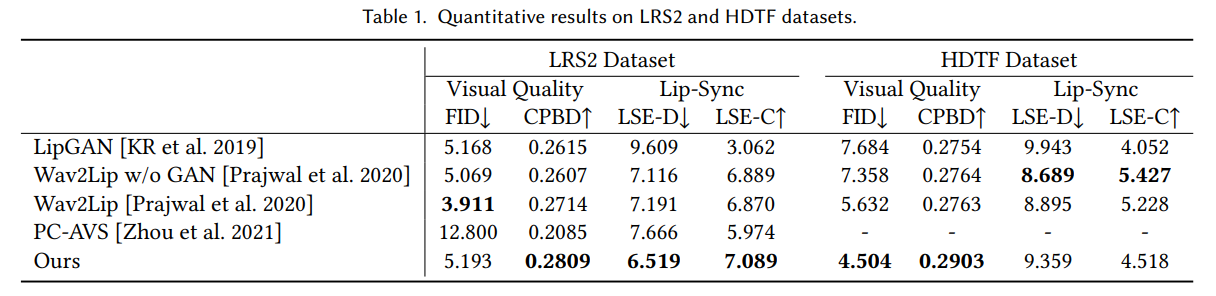 Table 1. Quantitative results on LRS2 and HDTF datasets.
LRS2 Dataset HDTF Dataset
Visual Quality Lip-Sync Visual Quality Lip-Sync
FID↓ CPBD↑ LSE-D↓ LSE-C↑ FID↓ CPBD↑ LSE-D↓ LSE-C↑
LipGAN [KR et al. 2019] 5.168 0.2615 9.609 3.062 7.684 0.2754 9.943 4.052
Wav2Lip w/o GAN [Prajwal et al. 2020] 5.069 0.2607 7.116 6.889 7.358 0.2764 8.689 5.427
Wav2Lip [Prajwal et al. 2020] 3.911 0.2714 7.191 6.870 5.632 0.2763 8.895 5.228
PC-AVS [Zhou et al. 2021] 12.800 0.2085 7.666 5.974 - - - -
Ours 5.193 0.2809 6.519 7.089 4.504 0.2903 9.359 4.518